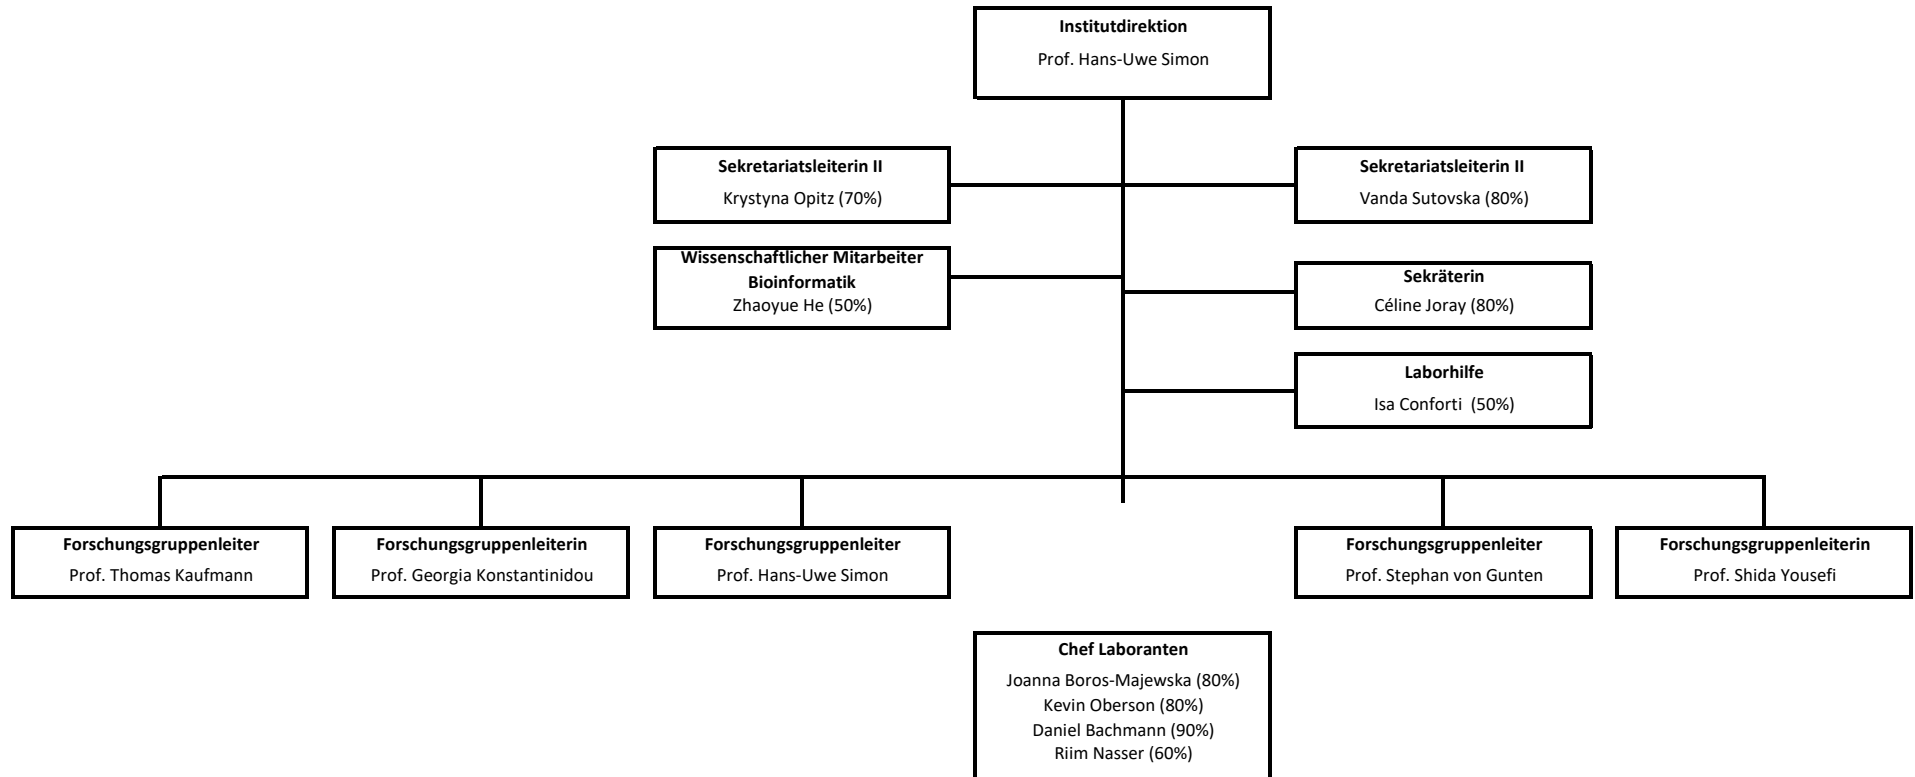 Institutdirektion
Prof. Hans-Uwe Simon
Sekretariatsleiterin II
Krystyna Opitz (70%)
Sekretariatsleiterin II
Vanda Sutovska (80%)
Wissenschaftlicher Mitarbeiter
Bioinformatik
Zhaoyue He (50%)
Sekräterin
Céline Joray (80%)
Laborhilfe
Isa Conforti (50%)
Forschungsgruppenleiter
Prof. Thomas Kaufmann
Forschungsgruppenleiterin
Prof. Georgia Konstantinidou
Forschungsgruppenleiter
Prof. Hans-Uwe Simon
Forschungsgruppenleiter
Prof. Stephan von Gunten
Forschungsgruppenleiterin
Prof. Shida Yousefi
Chef Laboranten
Joanna Boros-Majewska (80%)
Kevin Oberson (80%)
Daniel Bachmann (90%)
Riim Nasser (60%)